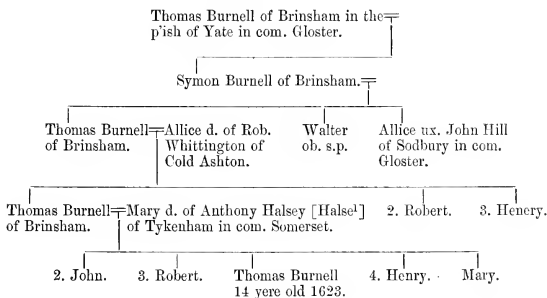 Thomas Burnell of Brinsham in the
p'ish of Yate in com. Gloster.
Symon Burnell of Brinsham.
Thomas Burnell
of Brinsham.
Allice d. of Rob.
Whittington of
Cold Ashton.
Walter
ob. s.p.
Allice ux. John Hill
of Sodbury in com.
Gloster.
Thomas Burnell
of Brinsham.
Mary d. of Anthony Halsey [Halse¹]
of Tykenham in com. Somerset.
2. Robert.
3. Henery.
2. John.
3. Robert.
Thomas Burnell
14 yere old 1623.
4. Henry.
Mary.